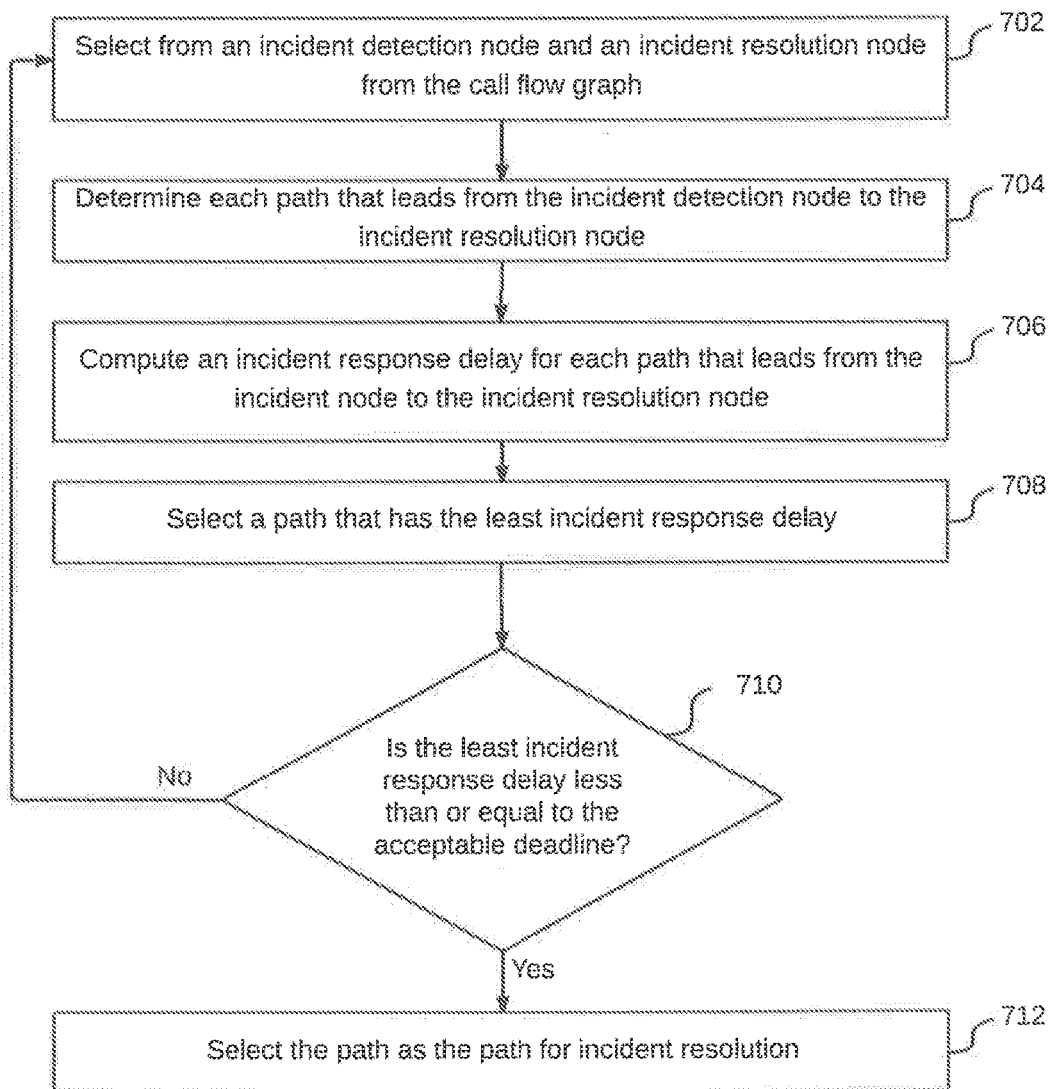 702
Select from an incident detection node and an incident resolution node
from the call flow graph
704
Determine each path that leads from the incident detection node to the
incident resolution node
706
Compute an incident response delay for each path that leads from the
incident node to the incident resolution node
708
Select a path that has the least incident response delay
710
Is the least incident
response delay less
than or equal to the
acceptable deadline?
No
Yes
712
Select the path as the path for incident resolution